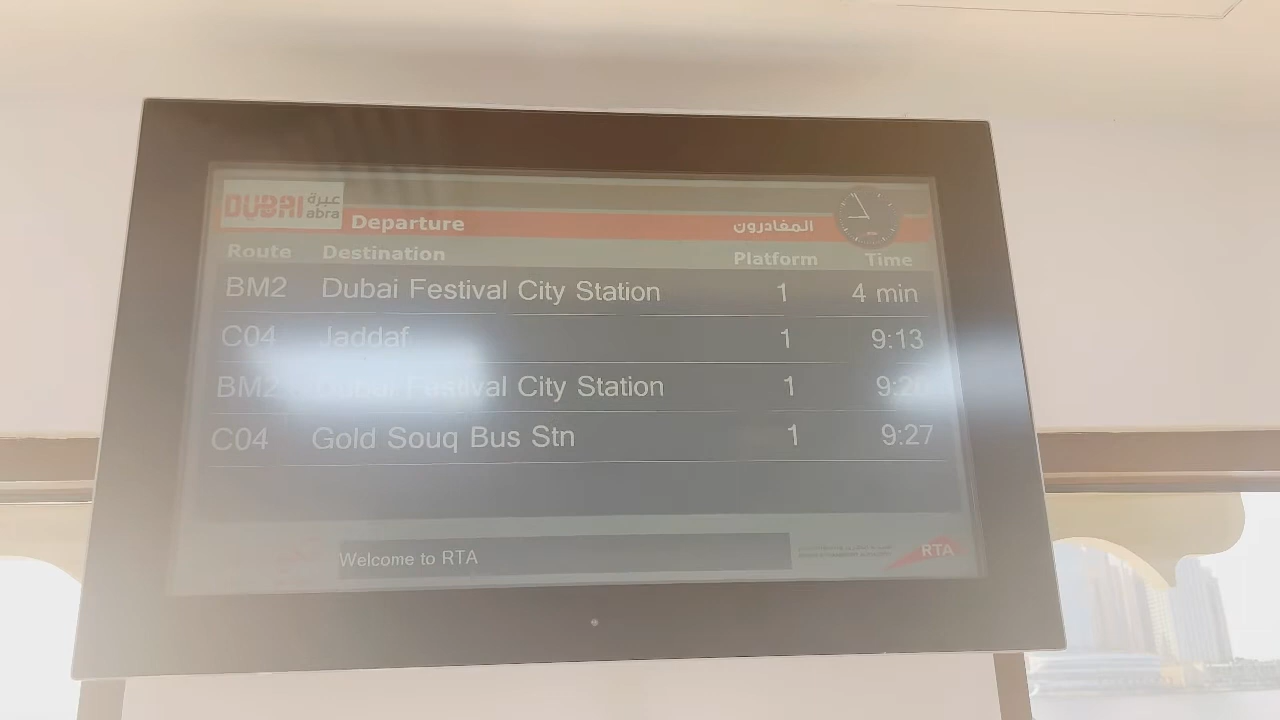 DUBAI عبرة abra
Departure المغادرون
Route Destination Platform Time
BM2 Dubai Festival City Station 1 4 min
C04 Jaddaf 1 9:13
BM2 Dubai Festival City Station 1
C04 Gold Souq Bus Stn 1 9:27
Welcome to RTA
RTA